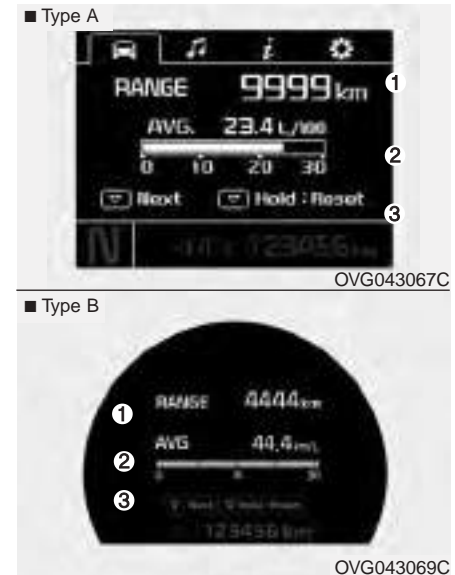 ■ Type A
i
RANGE 9999 km
1
AVG. 23.4 L/100
2
0 10 20 30
Next Hold : Reset
3
N 123456 km
OVG043067C
■ Type B
RANGE 4444 km
1
AVG 44.4
2
0 30
3
Next Hold : Reset
123456 km
OVG043069C